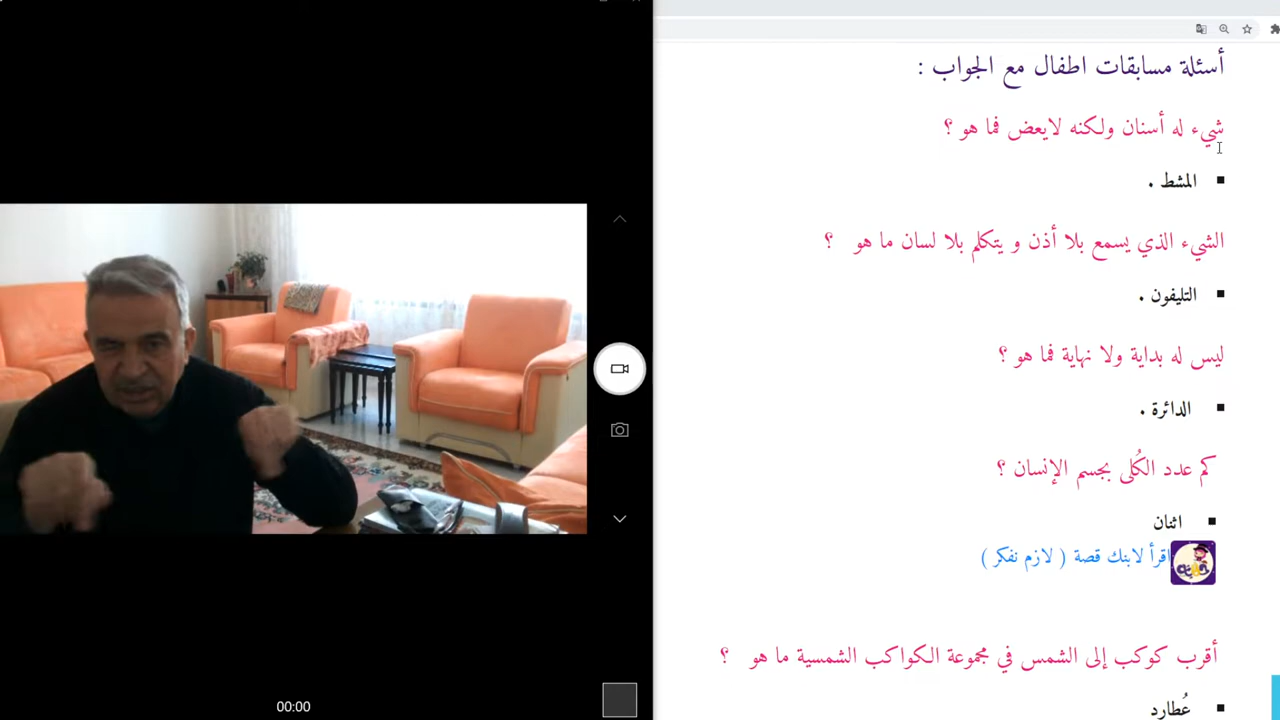 أسئلة مسابقات اطفال مع الجواب :
شيء له أسنان ولكنه لايعض فما هو ؟
المشط .
الشيء الذي يسمع بلا أذن و يتكلم بلا لسان ما هو ؟
التليفون .
ليس له بداية ولا نهاية فما هو ؟
الدائرة .
كم عدد الكُلى بجسم الإنسان ؟
اثنان
اقرأ لابنك قصة ( لازم نفكر )
أقرب كوكب إلى الشمس في مجموعة الكواكب الشمسية ما هو ؟
عُطارد
00:00